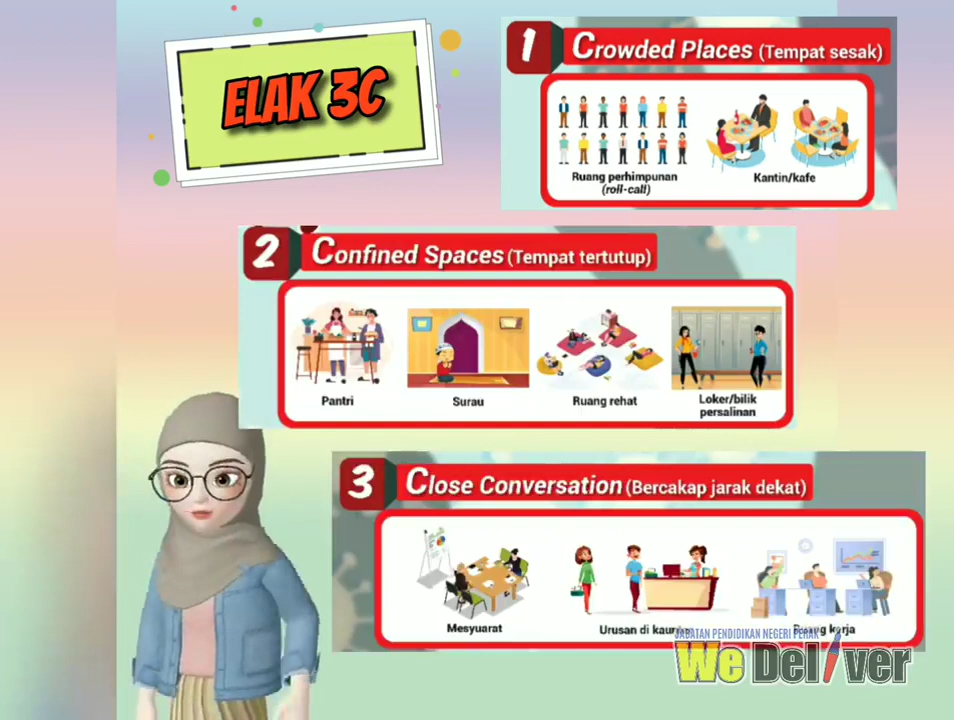 ELAK 3C
1
Crowded Places (Tempat sesak)
Ruang perhimpunan
(roll-call)
Kantin/kafe
2
Confined Spaces (Tempat tertutup)
Pantri
Surau
Ruang rehat
Loker/bilik
persalinan
3
Close Conversation (Bercakap jarak dekat)
Mesyuarat
Urusan di kaunter
Ruang kerja
JABATAN PENDIDIKAN NEGERI PERAK
We Deliver